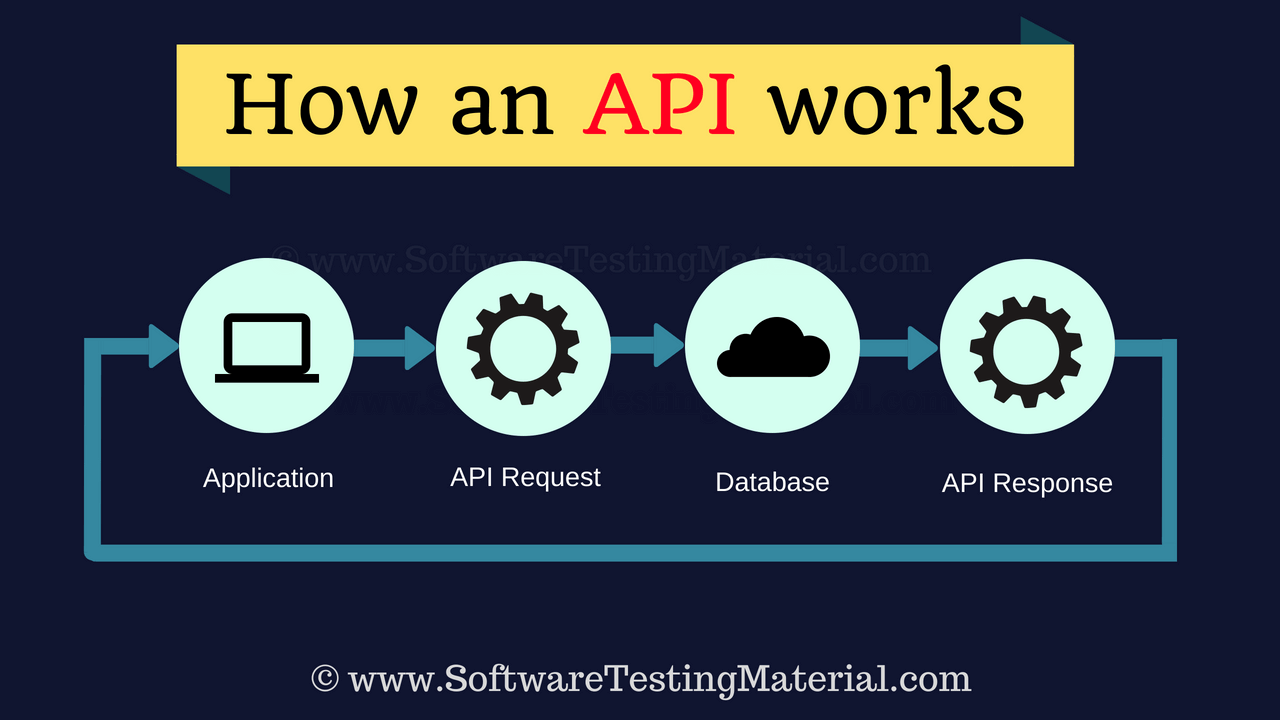 How an API works
© www.SoftwareTestingMaterial.com
Application
API Request
Database
API Response
© www.SoftwareTestingMaterial.com